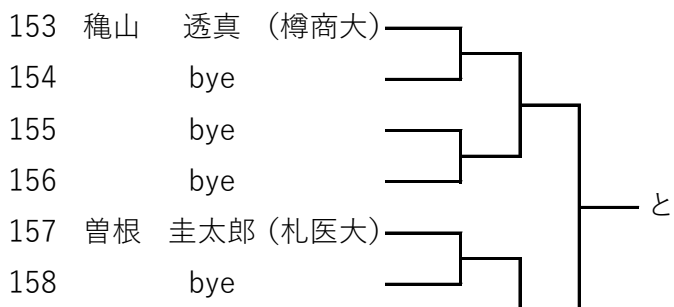 153 穐山 透真 (樽商大)
154 bye
155 bye
156 bye
と
157 曽根 圭太郎 (札医大)
158 bye